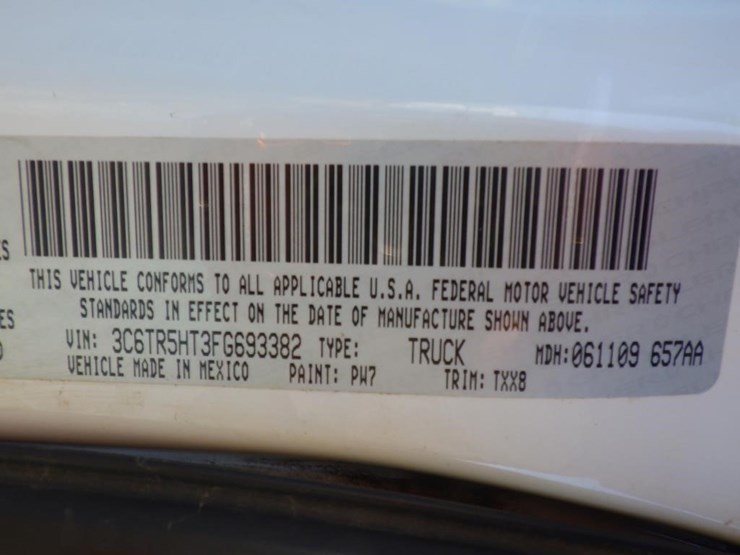 THIS VEHICLE CONFORMS TO ALL APPLICABLE U.S.A. FEDERAL MOTOR VEHICLE SAFETY
STANDARDS IN EFFECT ON THE DATE OF MANUFACTURE SHOWN ABOVE.
VIN: 3C6TR5HT3FG693382 TYPE: TRUCK MDH:061109 657AA
VEHICLE MADE IN MEXICO PAINT: PW7 TRIM: TXX8